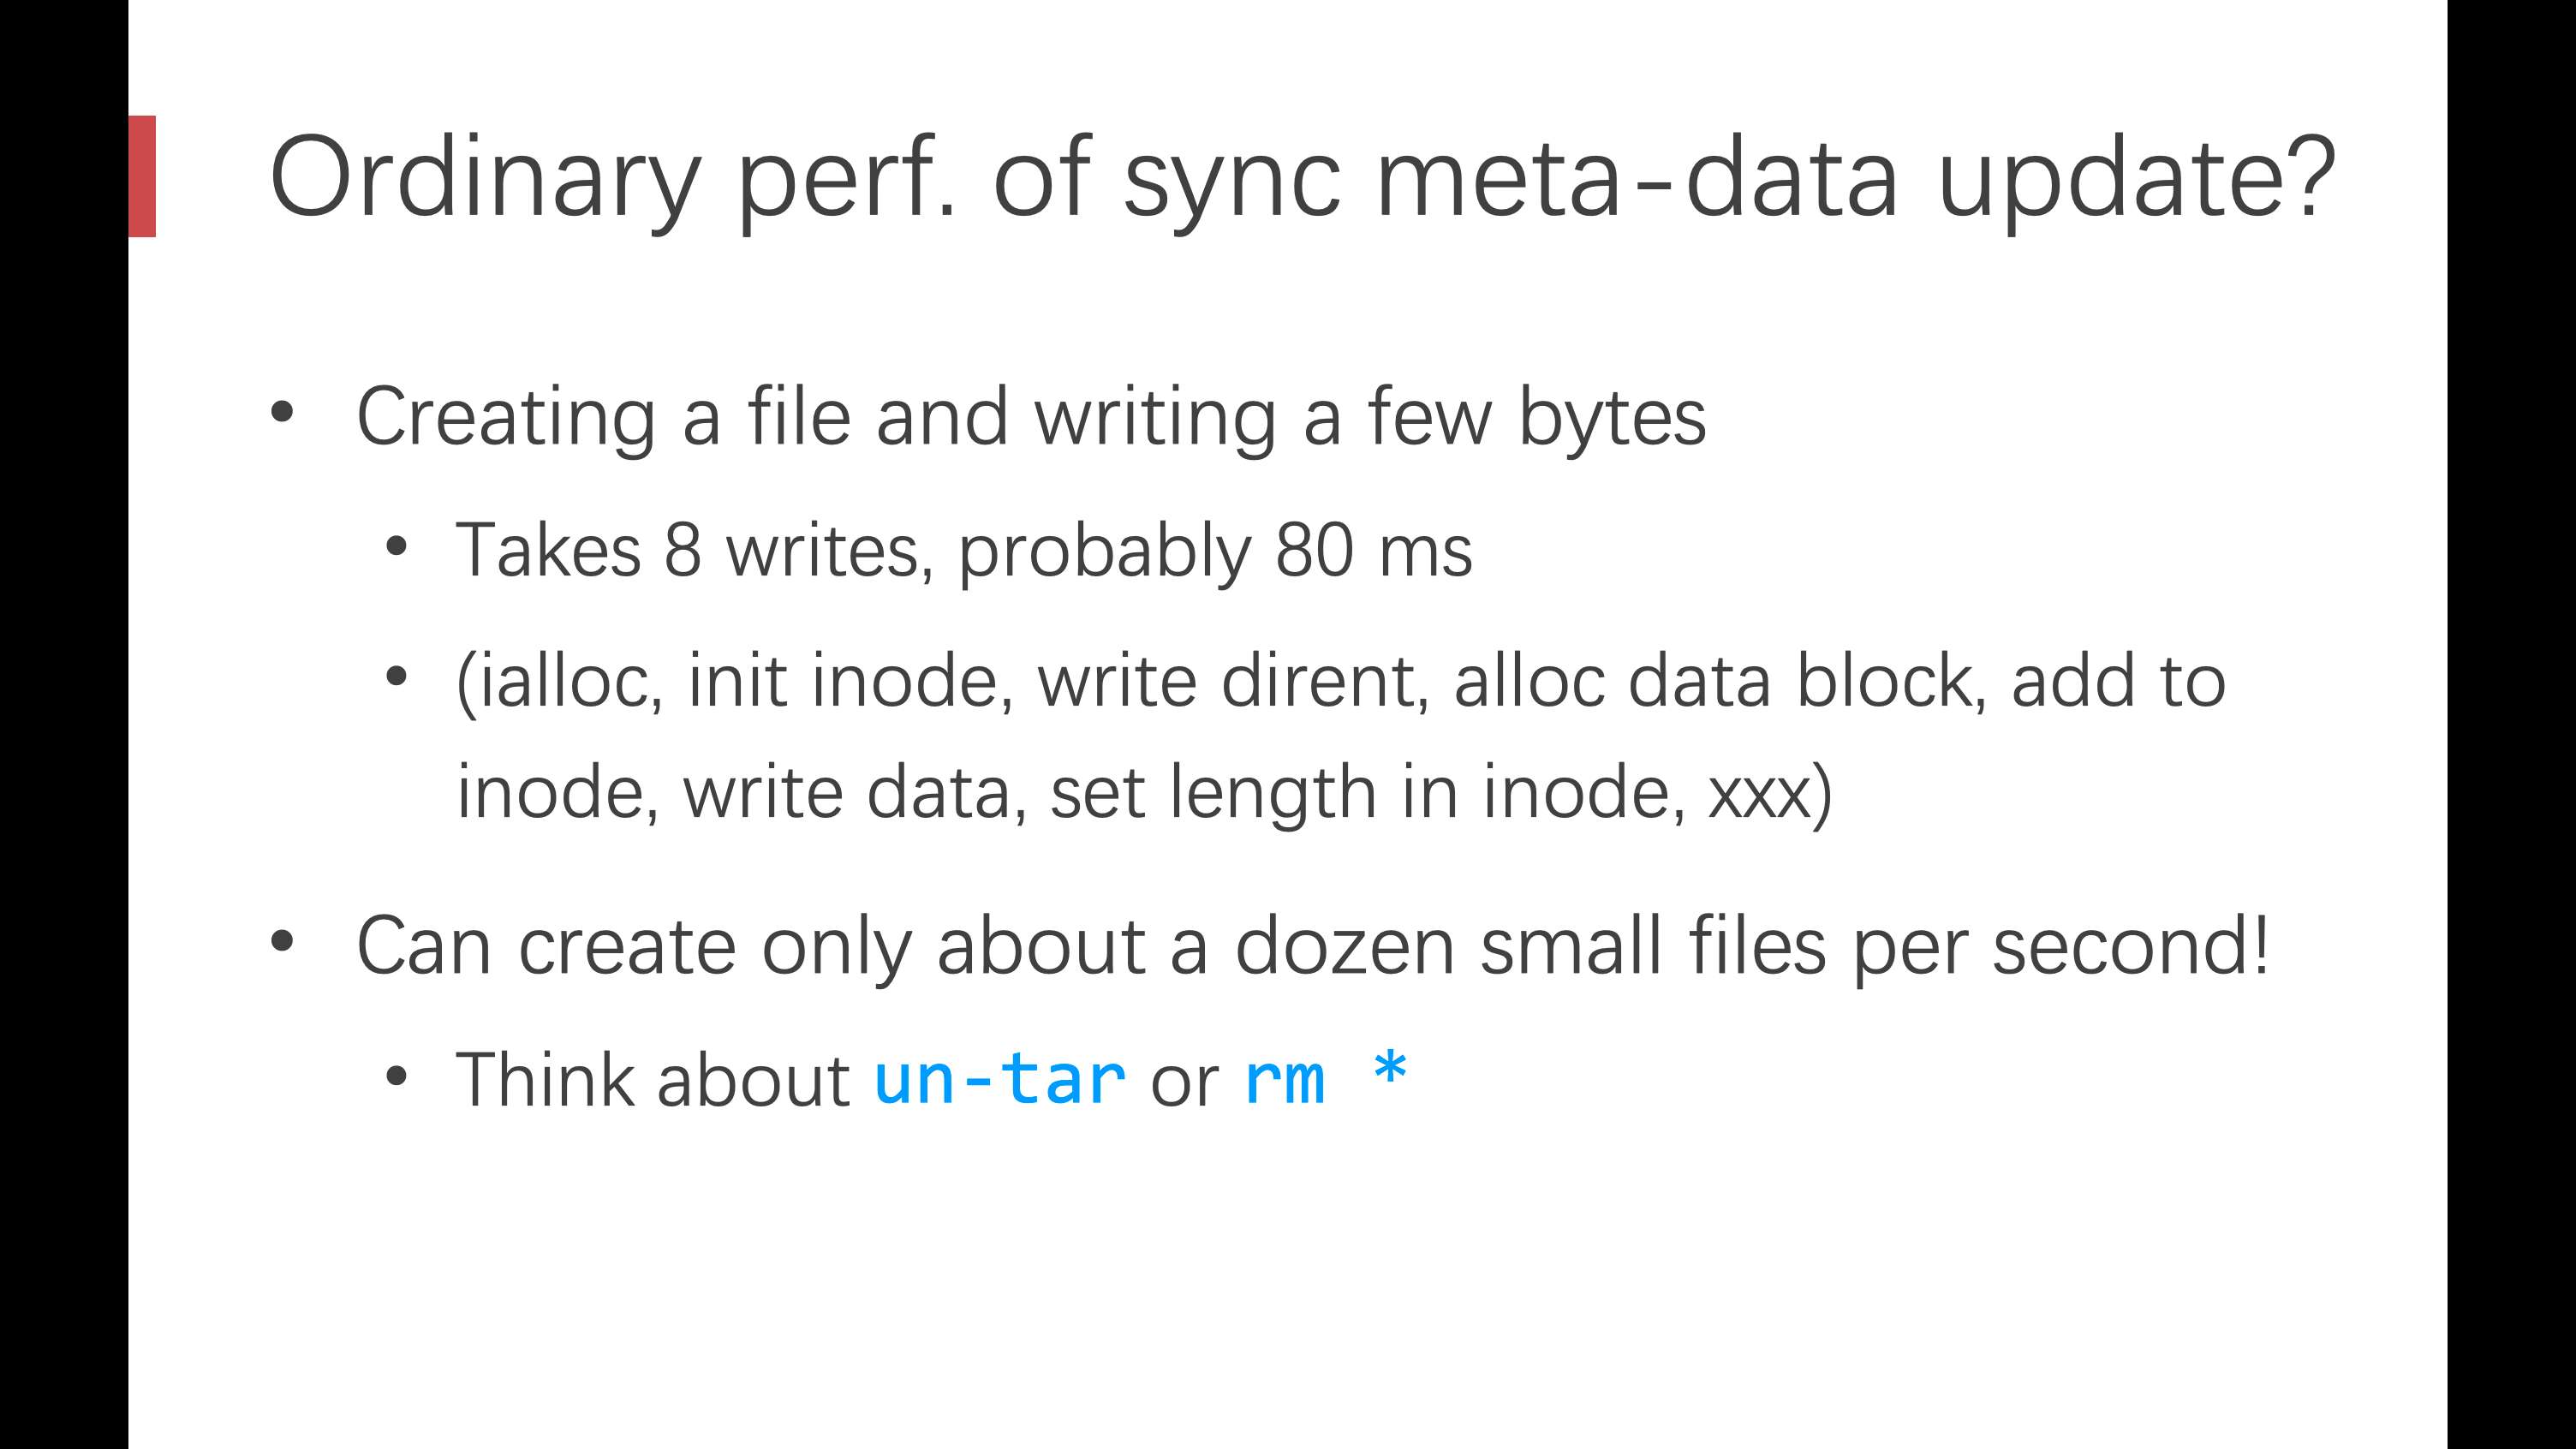 Ordinary perf. of sync meta-data update?
• Creating a file and writing a few bytes
• Takes 8 writes, probably 80 ms
• (ialloc, init inode, write dirent, alloc data block, add to
inode, write data, set length in inode, xxx)
• Can create only about a dozen small files per second!
• Think about un-tar or rm *